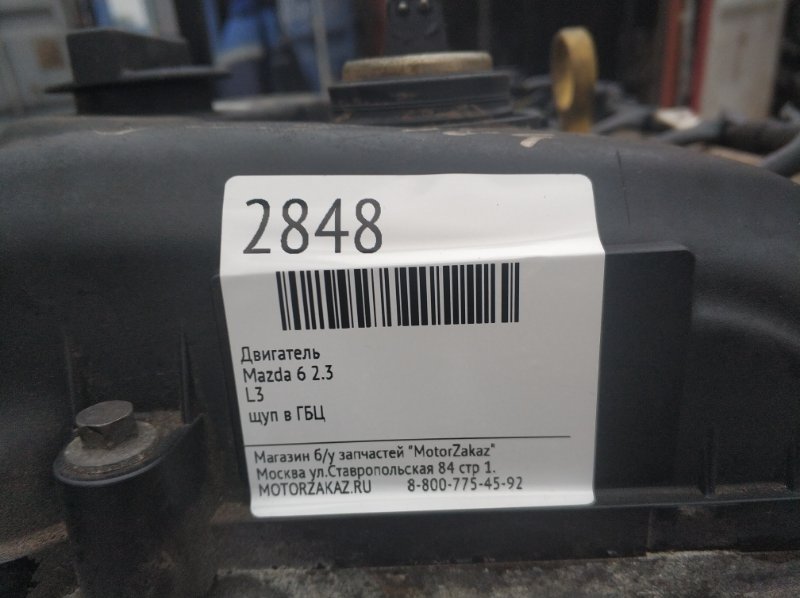 2848
Двигатель
Mazda 6 2.3
L3
щуп в ГБЦ
Магазин б/у запчастей "MotorZakaz"
Москва ул.Ставропольская 84 стр 1.
MOTORZAKAZ.RU 8-800-775-45-92